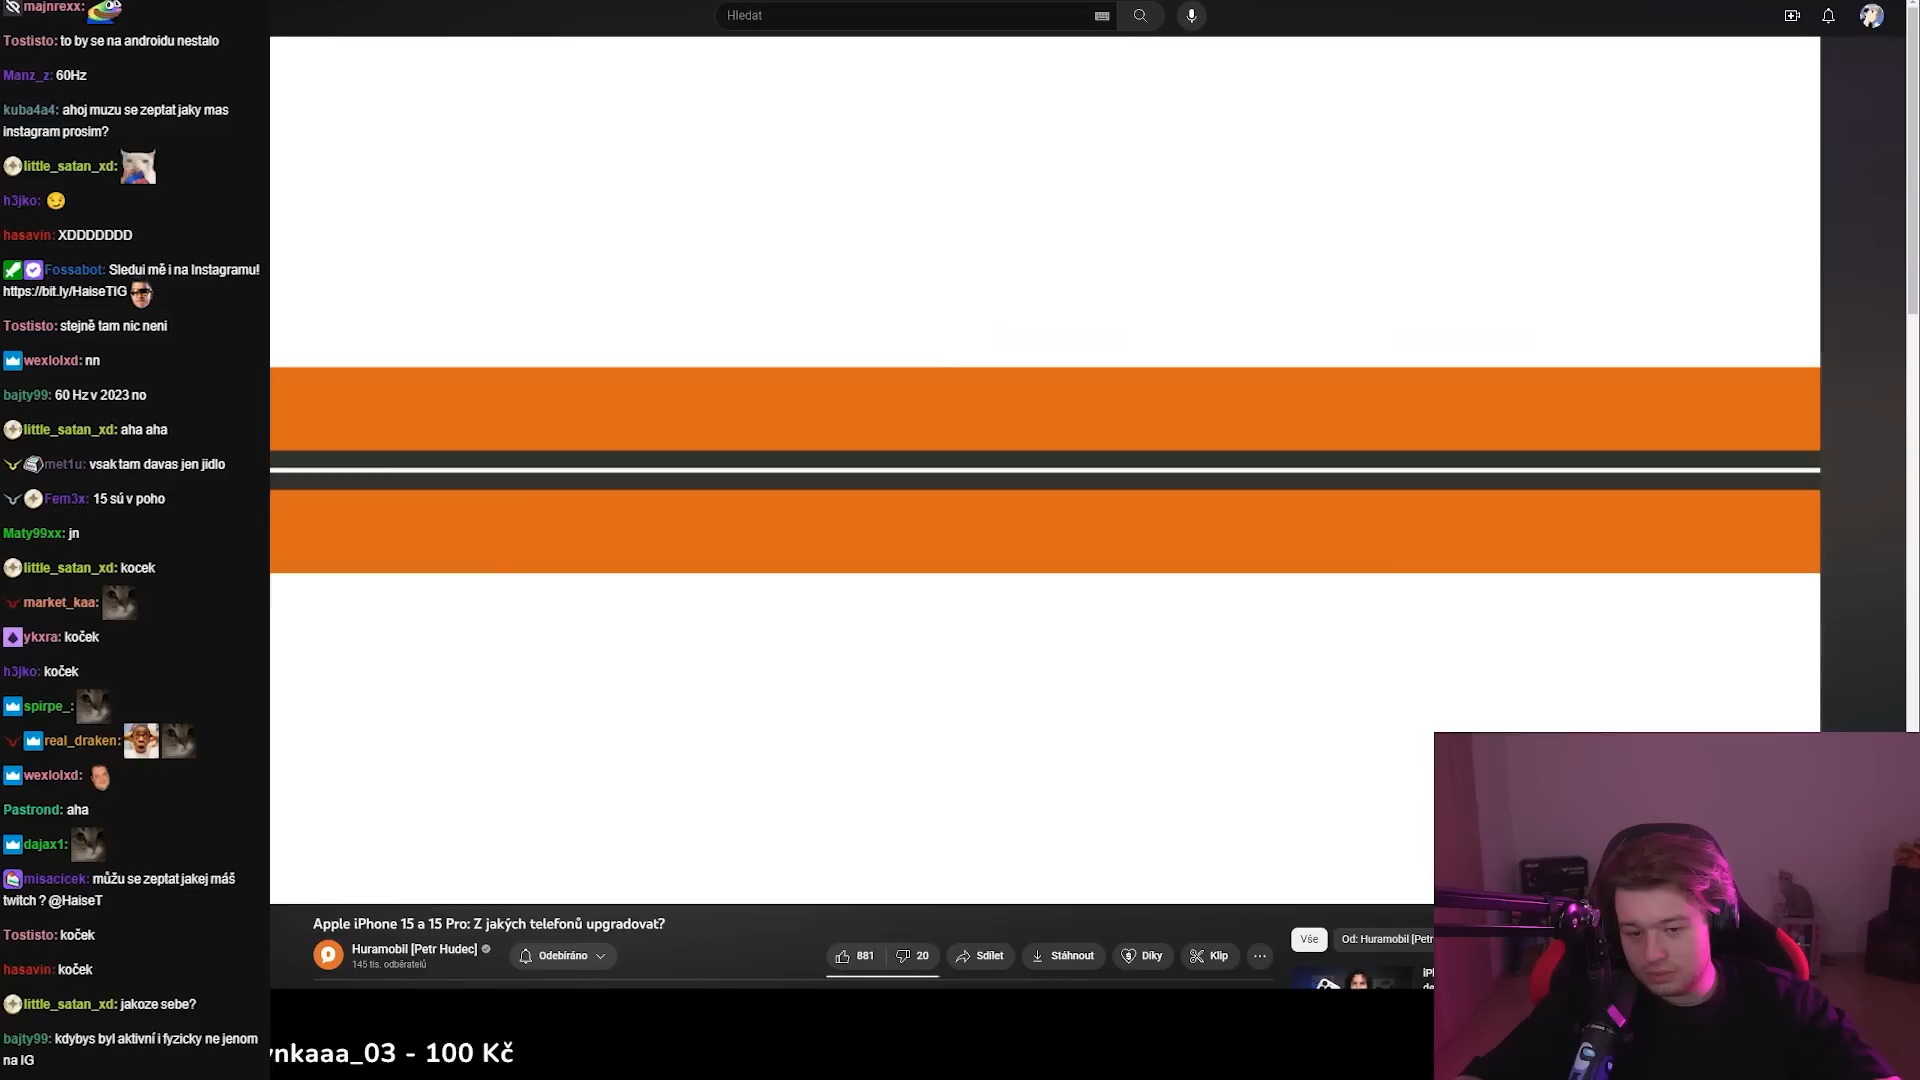 majnrexx:
Tostisto: to by se na androidu nestalo
Manz_z: 60Hz
kuba4a4: ahoj muzu se zeptat jaky mas
instagram prosim?
little_satan_xd:
h3jko:
hasavin: XDDDDDDD
Fossabot: Sleduj mě i na Instagramu!
https://bit.ly/HaiseTIG
Tostisto: stejně tam nic neni
wexlolxd: nn
bajty99: 60 Hz v 2023 no
little_satan_xd: aha aha
met1u: vsak tam davas jen jidlo
Fem3x: 15 sú v poho
Maty99xx: jn
little_satan_xd: kocek
market_kaa:
ykxra: koček
h3jko: koček
spirpe_:
real_draken:
wexlolxd:
Pastrond: aha
dajax1:
misacicek: můžu se zeptat jakej máš
twitch ? @HaiseT
Tostisto: koček
hasavin: koček
little_satan_xd: jakoze sebe?
bajty99: kdybys byl aktivní i fyzicky ne jenom
na IG
Hledat
Apple iPhone 15 a 15 Pro: Z jakých telefonů upgradovat?
Huramobil [Petr Hudec]
145 tis. odběratelů
Odebíráno
881
20
Sdílet
Stáhnout
Díky
Klip
Vše
Od: Huramobil [Petr
ynkaaa_03 - 100 Kč